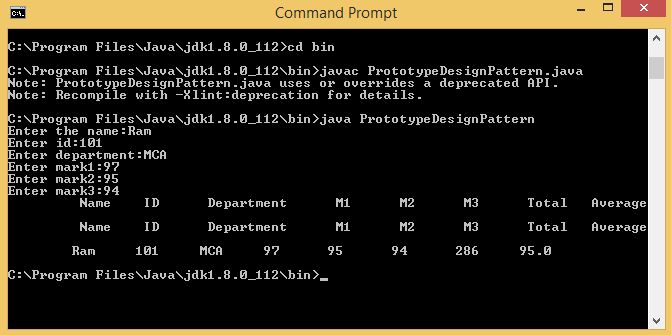 Command Prompt
C:\Program Files\Java\jdk1.8.0_112>cd bin
C:\Program Files\Java\jdk1.8.0_112\bin>javac PrototypeDesignPattern.java
Note: PrototypeDesignPattern.java uses or overrides a deprecated API.
Note: Recompile with -Xlint:deprecation for details.
C:\Program Files\Java\jdk1.8.0_112\bin>java PrototypeDesignPattern
Enter the name:Ram
Enter id:101
Enter department:MCA
Enter mark1:97
Enter mark2:95
Enter mark3:94
Name ID Department M1 M2 M3 Total Average
Name ID Department M1 M2 M3 Total Average
Ram 101 MCA 97 95 94 286 95.0
C:\Program Files\Java\jdk1.8.0_112\bin>_